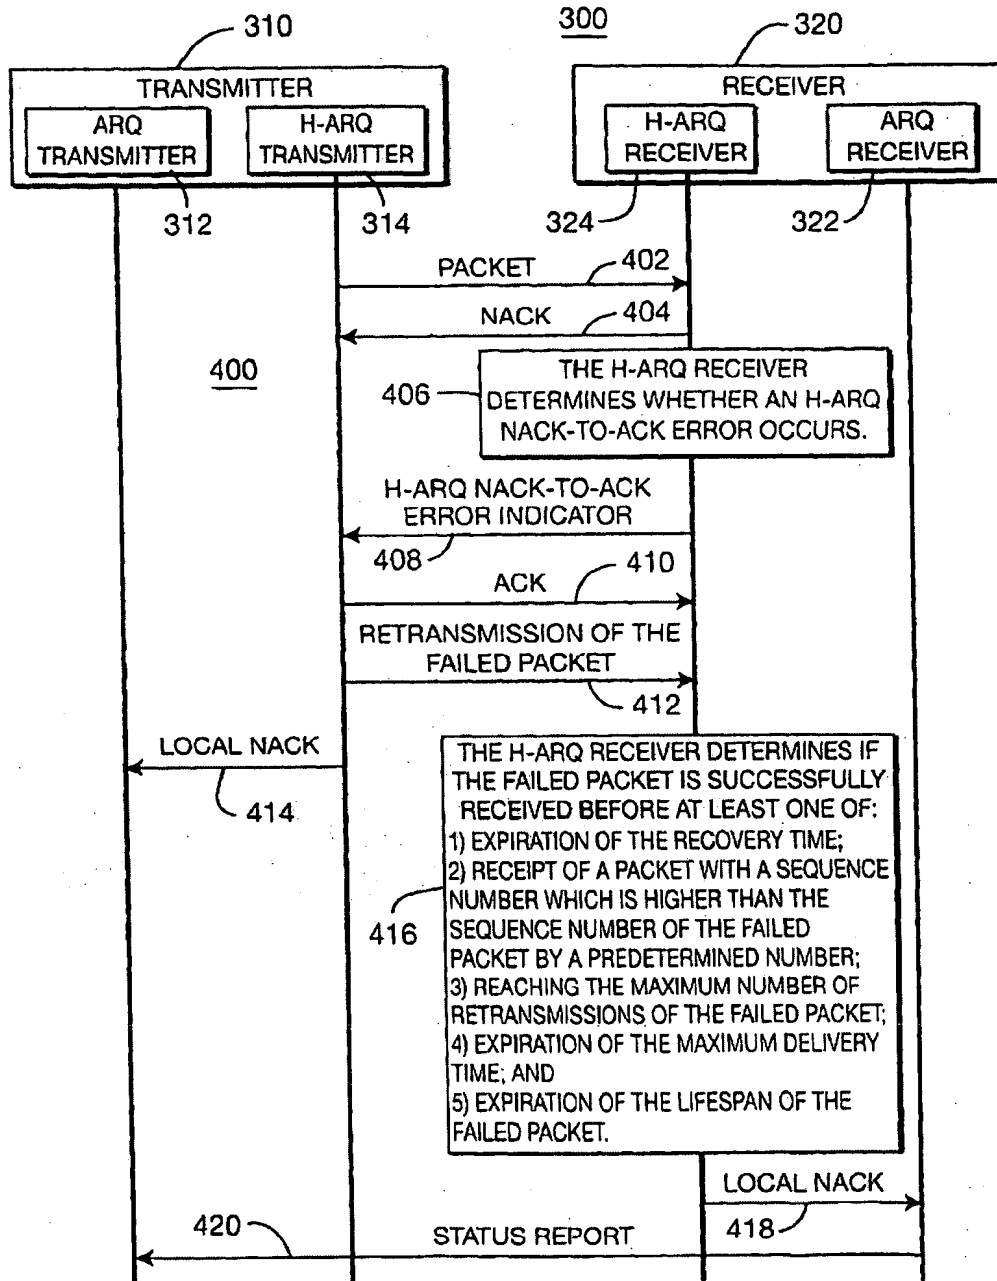 310
300
320
TRANSMITTER
RECEIVER
ARQ
TRANSMITTER
H-ARQ
TRANSMITTER
H-ARQ
RECEIVER
ARQ
RECEIVER
312
314
324
322
PACKET
402
NACK
404
400
406
THE H-ARQ RECEIVER
DETERMINES WHETHER AN H-ARQ
NACK-TO-ACK ERROR OCCURS.
H-ARQ NACK-TO-ACK
ERROR INDICATOR
408
ACK
410
RETRANSMISSION OF THE
FAILED PACKET
412
LOCAL NACK
414
416
THE H-ARQ RECEIVER DETERMINES IF
THE FAILED PACKET IS SUCCESSFULLY
RECEIVED BEFORE AT LEAST ONE OF:
1) EXPIRATION OF THE RECOVERY TIME;
2) RECEIPT OF A PACKET WITH A SEQUENCE
NUMBER WHICH IS HIGHER THAN THE
SEQUENCE NUMBER OF THE FAILED
PACKET BY A PREDETERMINED NUMBER;
3) REACHING THE MAXIMUM NUMBER OF
RETRANSMISSIONS OF THE FAILED PACKET;
4) EXPIRATION OF THE MAXIMUM DELIVERY
TIME; AND
5) EXPIRATION OF THE LIFESPAN OF THE
FAILED PACKET.
LOCAL NACK
418
420
STATUS REPORT